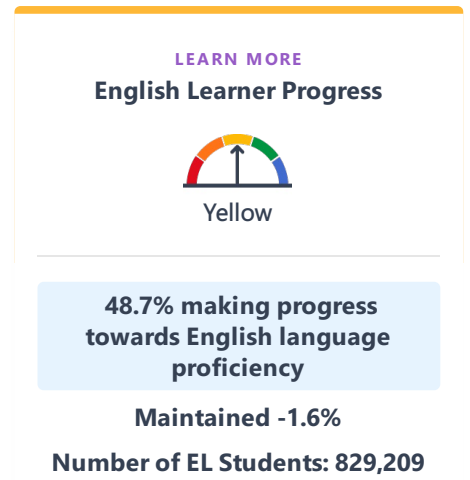 LEARN MORE
English Learner Progress
Yellow
48.7% making progress
towards English language
proficiency
Maintained -1.6%
Number of EL Students: 829,209